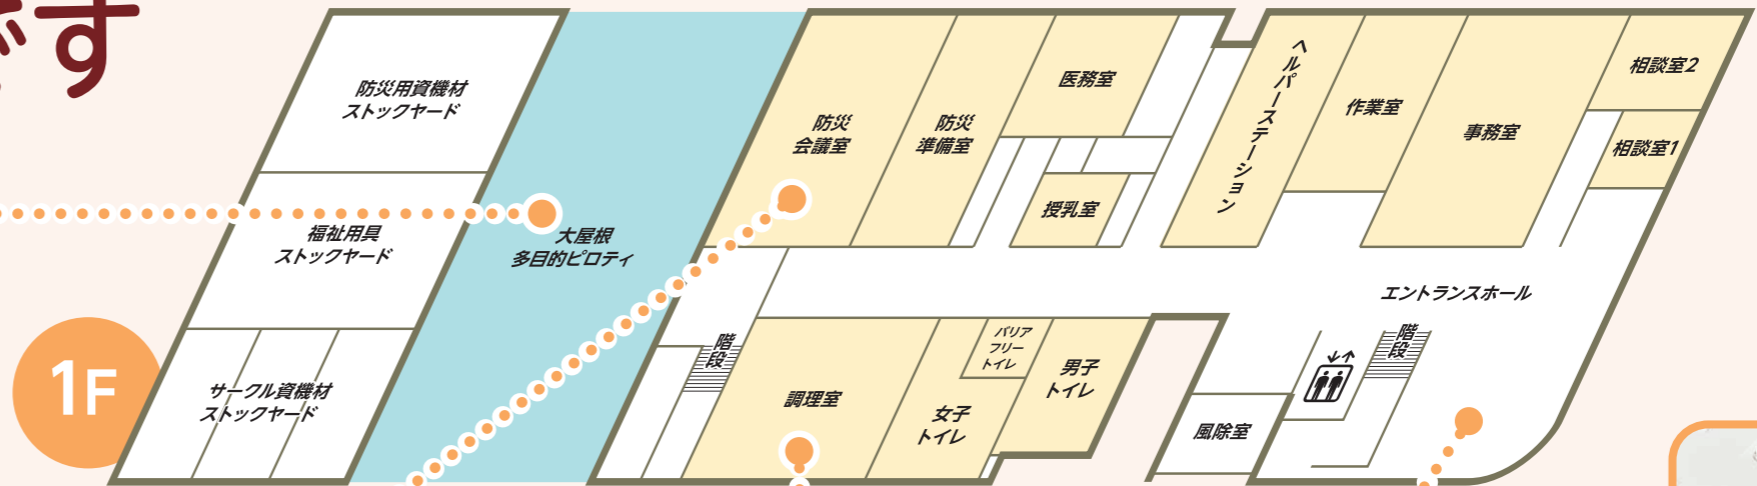 です
防災用資機材
ストックヤード
福祉用具
ストックヤード
サークル資機材
ストックヤード
1F
大屋根
多目的ピロティ
防災
会議室
防災
準備室
医務室
授乳室
ヘルパーステーション
作業室
事務室
相談室2
相談室1
エントランスホール
階段
調理室
女子
トイレ
バリア
フリー
トイレ
男子
トイレ
風除室
階段